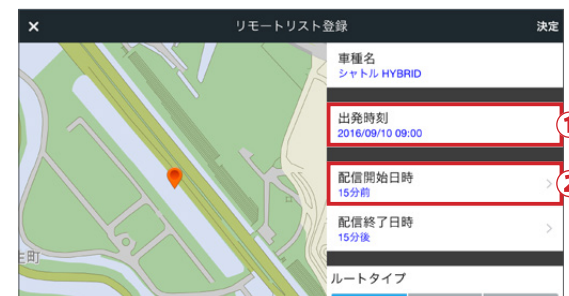 × リモートリスト登録 決定
車種名
シャトル HYBRID
出発時刻
2016/09/10 09:00
①
配信開始日時
15分前
②
配信終了日時
15分後
ルートタイプ
町